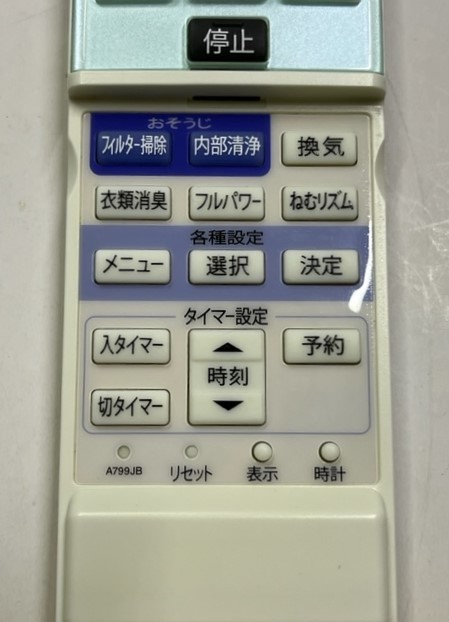 停止
おそうじ
フィルター掃除 内部清浄 換気
衣類消臭 フルパワー ねむリズム
各種設定
メニュー 選択 決定
タイマー設定
入タイマー 予約
時刻
切タイマー
A799JB リセット 表示 時計